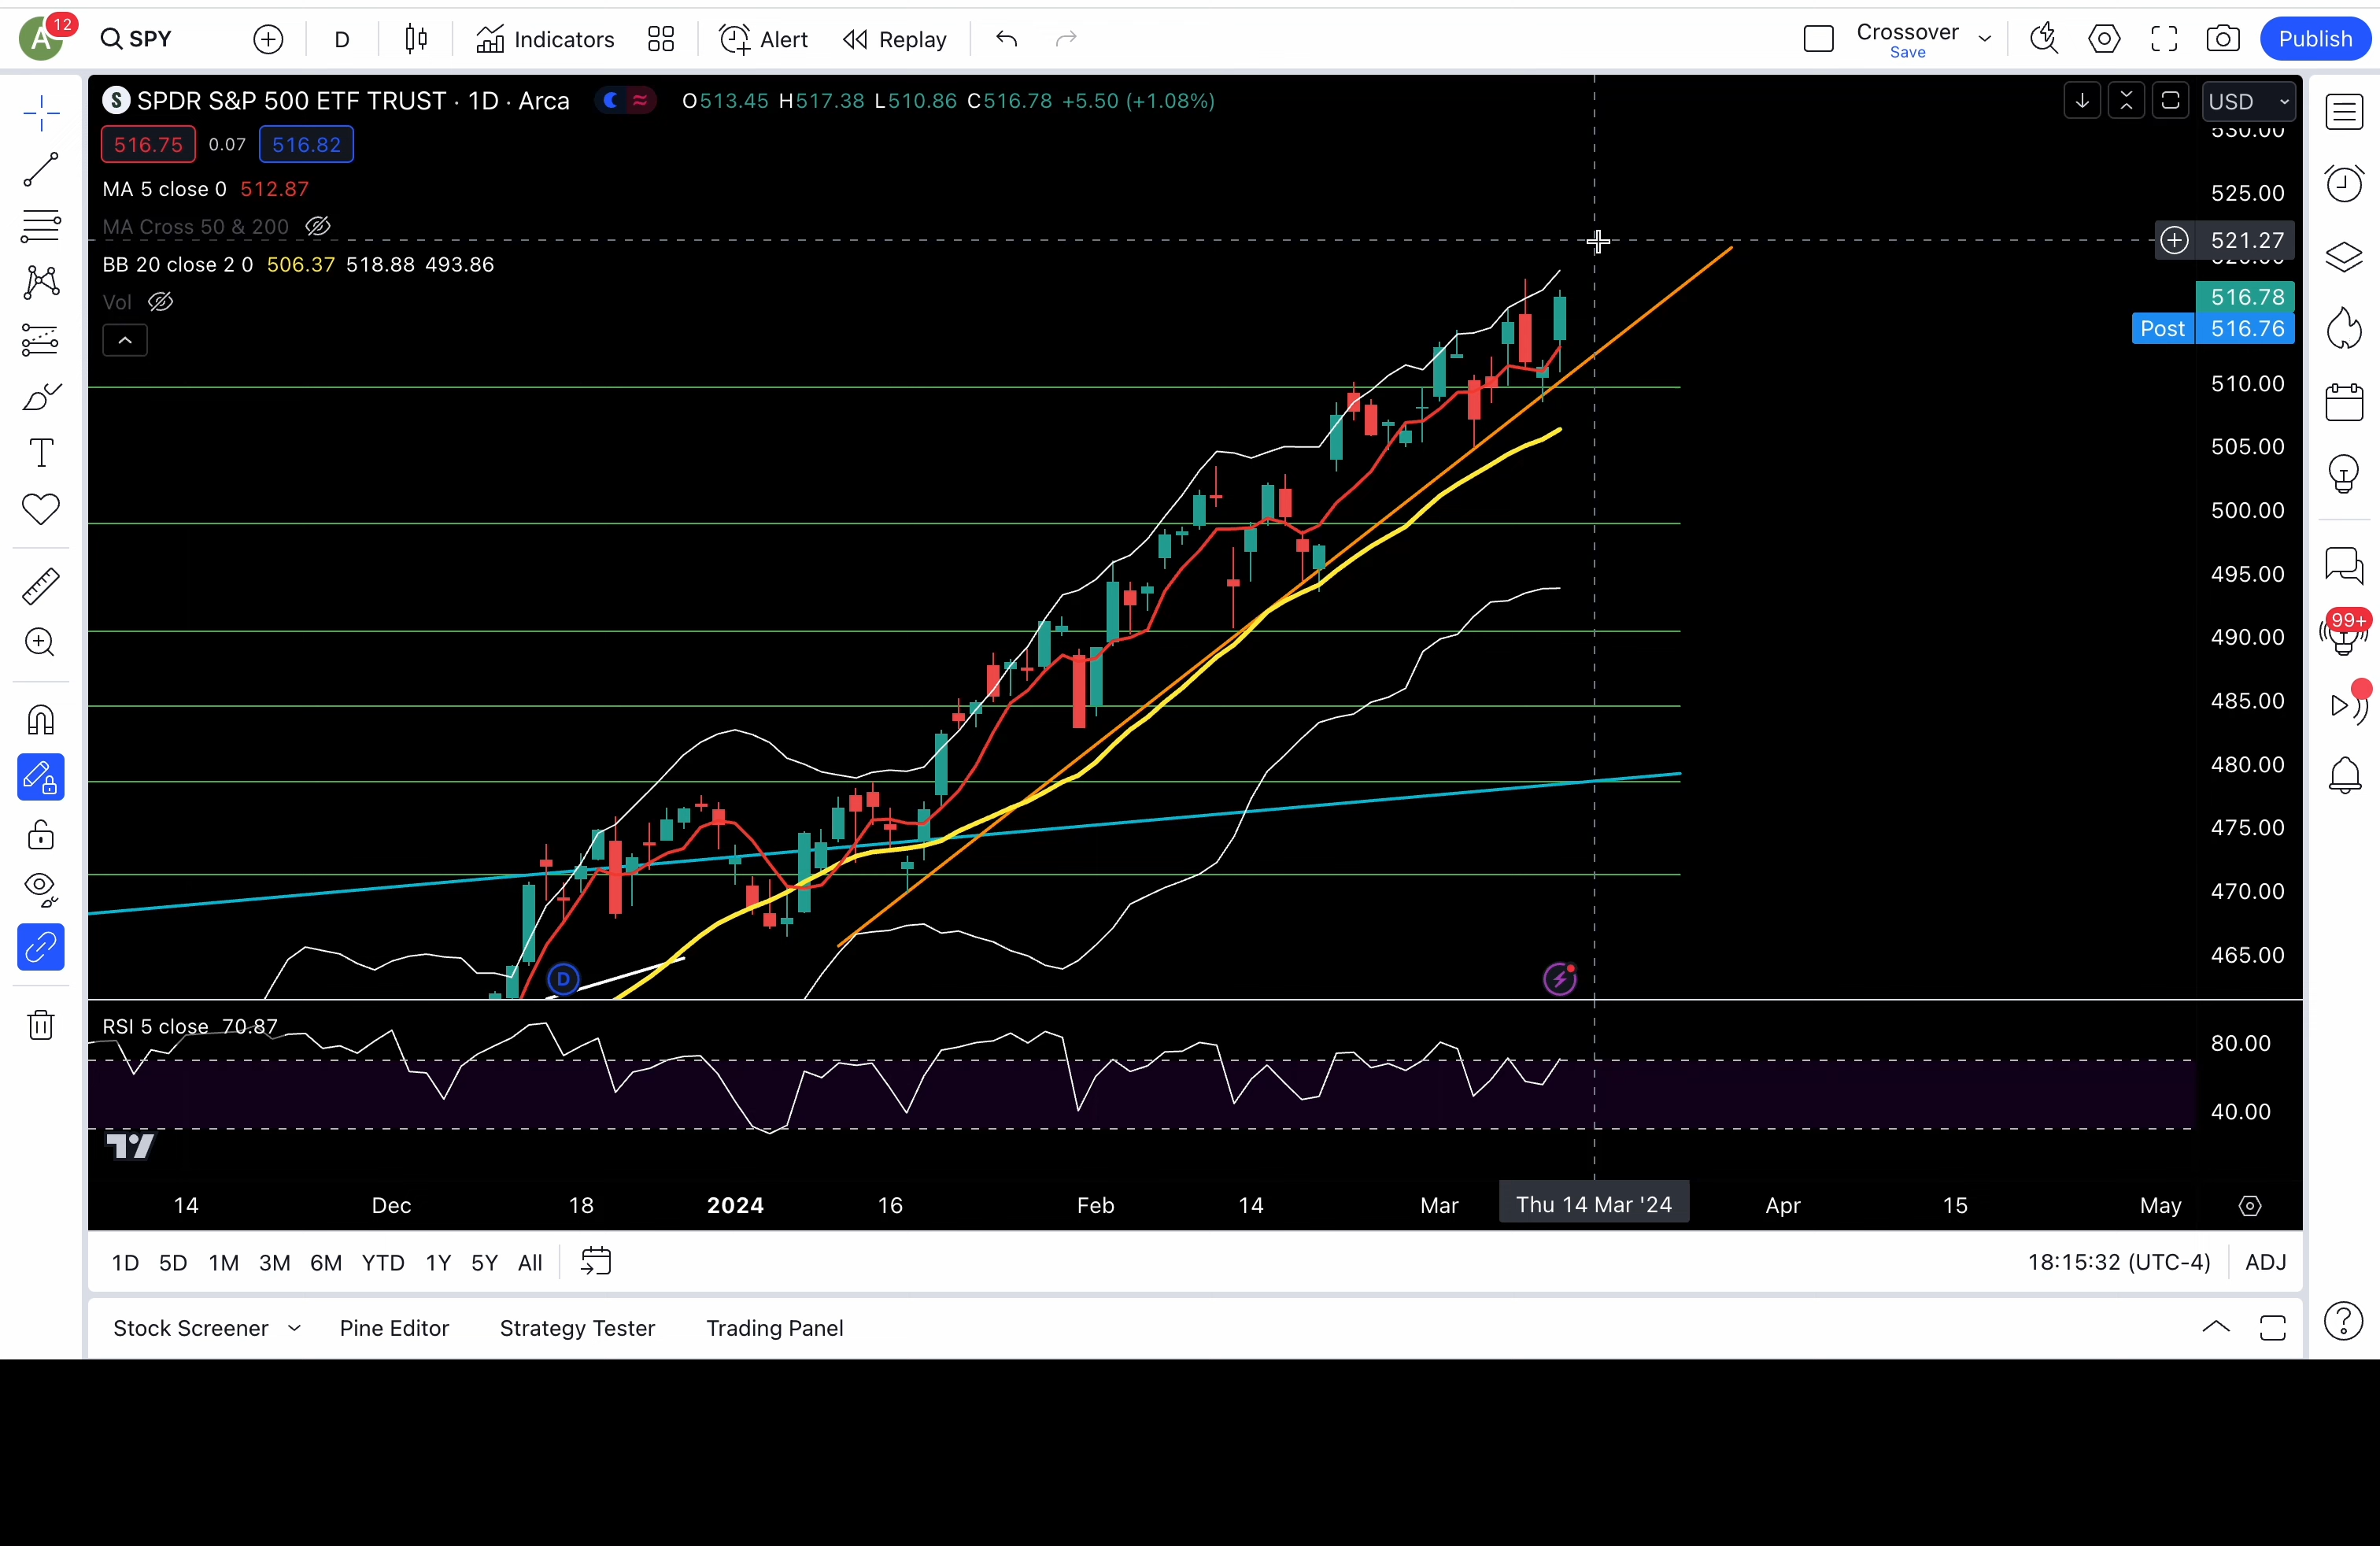 A 12 SPY D Indicators Alert Replay Crossover Save Publish
S SPDR S&P 500 ETF TRUST · 1D · Arca O513.45 H517.38 L510.86 C516.78 +5.50 (+1.08%) USD
530.00
516.75 0.07 516.82
MA 5 close 0 512.87
525.00
MA Cross 50 & 200
521.27
520.00
BB 20 close 2 0 506.37 518.88 493.86
Vol
516.78
Post 516.76
510.00
505.00
500.00
495.00
490.00
99+
485.00
480.00
475.00
470.00
465.00
D
RSI 5 close 70.87
80.00
40.00
14 Dec 18 2024 16 Feb 14 Mar Thu 14 Mar '24 Apr 15 May
1D 5D 1M 3M 6M YTD 1Y 5Y All 18:15:32 (UTC-4) ADJ
Stock Screener Pine Editor Strategy Tester Trading Panel